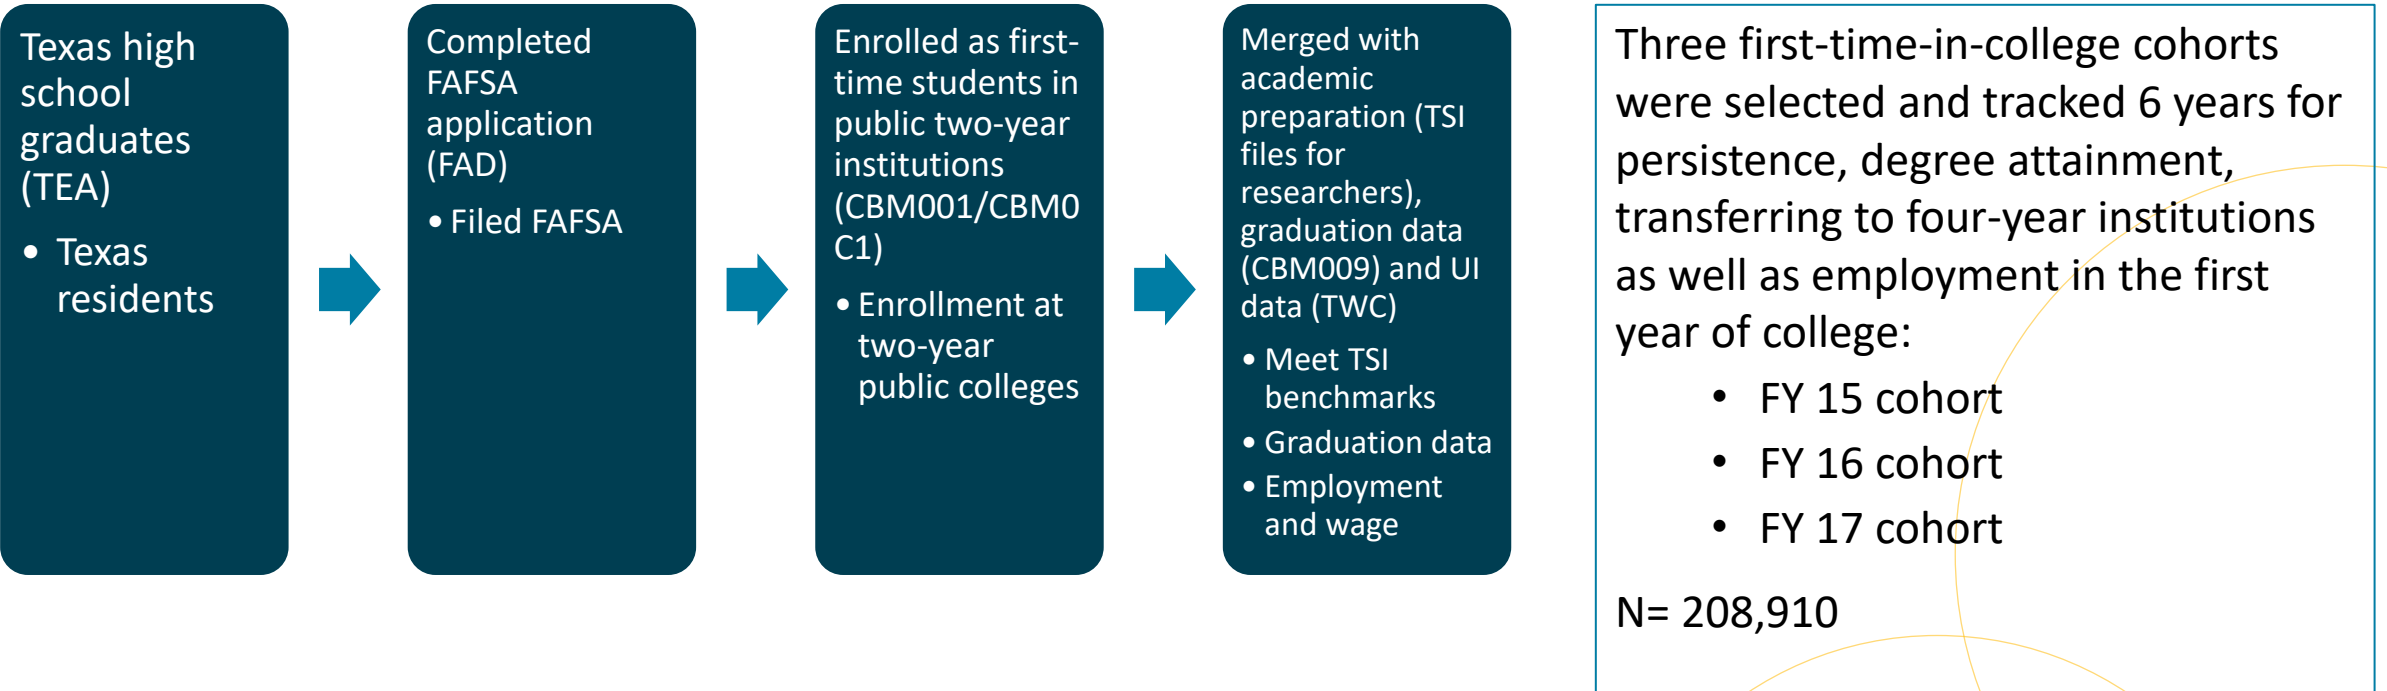 Texas high
school
graduates
(TEA)
• Texas
residents
Completed
FAFSA
application
(FAD)
• Filed FAFSA
Enrolled as first-
time students in
public two-year
institutions
(CBM001/CBM0
C1)
• Enrollment at
two-year
public colleges
Merged with
academic
preparation (TSI
files for
researchers),
graduation data
(CBM009) and UI
data (TWC)
• Meet TSI
benchmarks
• Graduation data
• Employment
and wage
Three first-time-in-college cohorts
were selected and tracked 6 years for
persistence, degree attainment,
transferring to four-year institutions
as well as employment in the first
year of college:
• FY 15 cohort
• FY 16 cohort
• FY 17 cohort
N= 208,910